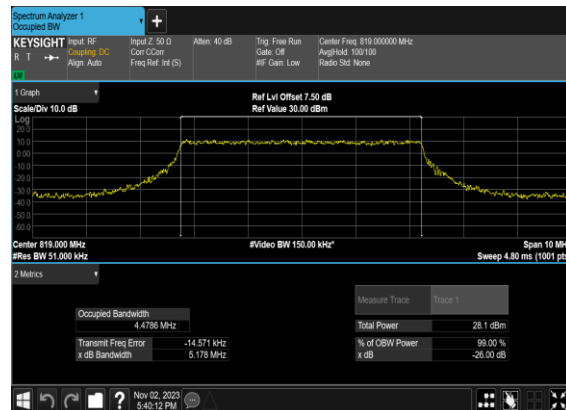 Spectrum Analyzer 1
Occupied BW
+
KEYSIGHT Input: RF Input Z: 50 Ω Atten: 40 dB Trig: Free Run Center Freq: 819.000000 MHz
R T Coupling: DC Corr CCorr Gate: Off Avg|Hold: 100/100
Align: Auto Freq Ref: Int (S) #IF Gain: Low Radio Std: None
1 Graph
Ref Lvl Offset 7.50 dB
Scale/Div 10.0 dB Ref Value 30.00 dBm
Log
20.0
10.0
0.00
-10.0
-20.0
-30.0
-40.0
-50.0
-60.0
Center 819.000 MHz #Video BW 150.00 kHz* Span 10 MH
#Res BW 51.000 kHz Sweep 4.80 ms (1001 pts
2 Metrics
Measure Trace Trace 1
Occupied Bandwidth
4.4786 MHz
Total Power 28.1 dBm
Transmit Freq Error -14.571 kHz % of OBW Power 99.00 %
x dB Bandwidth 5.178 MHz x dB -26.00 dB
? Nov 02, 2023
5:40:12 PM